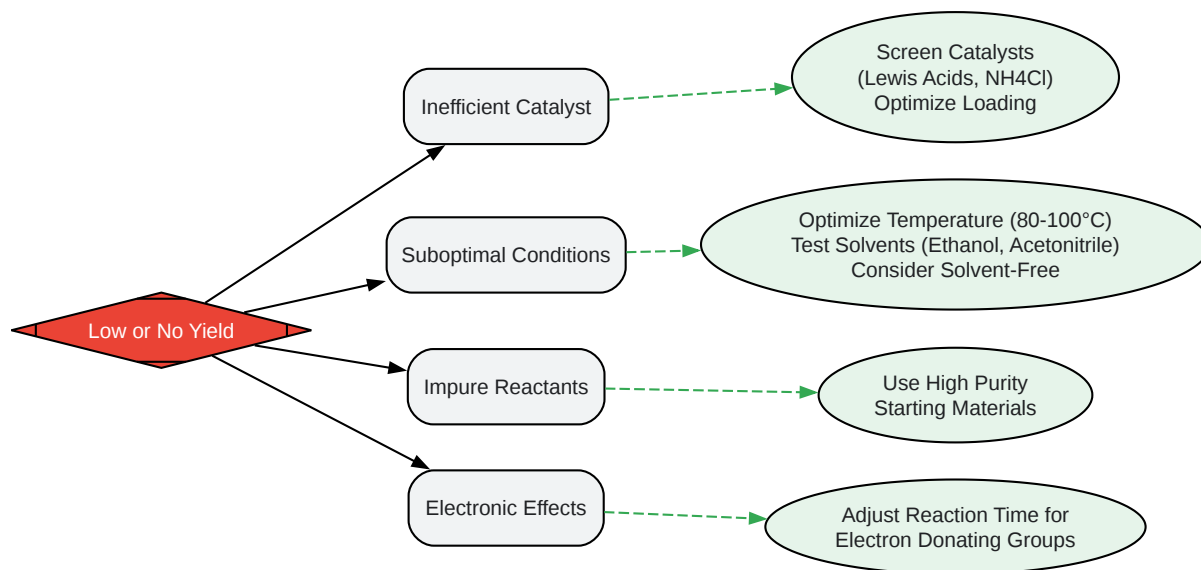 Low or No Yield
Inefficient Catalyst
Screen Catalysts
(Lewis Acids, NH4Cl)
Optimize Loading
Suboptimal Conditions
Optimize Temperature (80-100°C)
Test Solvents (Ethanol, Acetonitrile)
Consider Solvent-Free
Impure Reactants
Use High Purity
Starting Materials
Electronic Effects
Adjust Reaction Time for
Electron Donating Groups